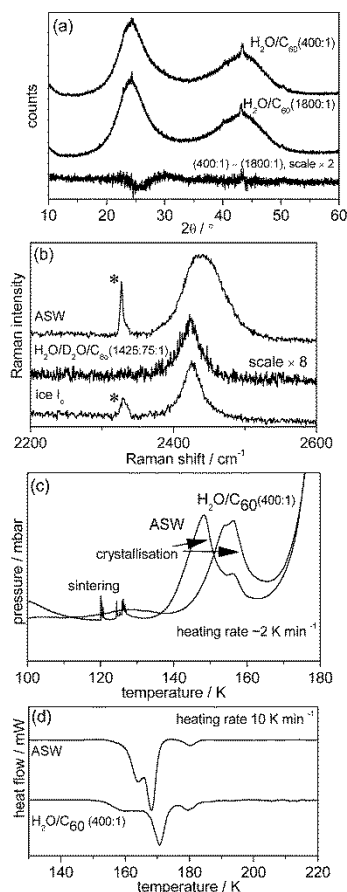 (a)
H₂O/C₆₀(400:1)
H₂O/C₆₀(1800:1)
(400:1) - (1800:1), scale × 2
counts
10 20 30 40 50 60
2θ / °
(b)
*
ASW
H₂O/D₂O/C₆₀(1425:75:1)
scale × 8
*
ice Ic
Raman intensity
2200 2400 2600
Raman shift / cm⁻¹
(c)
H₂O/C₆₀(400:1)
ASW
crystallisation
sintering
heating rate ~2 K min⁻¹
pressure / mbar
100 120 140 160 180
temperature / K
(d)
heating rate 10 K min⁻¹
ASW
H₂O/C₆₀ (400:1)
heat flow / mW
140 160 180 200 220
temperature / K